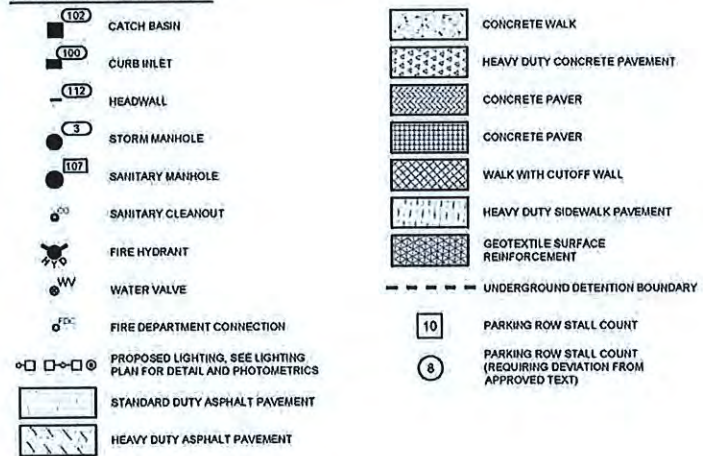 102
CATCH BASIN
100
CURB INLET
112
HEADWALL
3
STORM MANHOLE
107
SANITARY MANHOLE
CO
SANITARY CLEANOUT
HYD
FIRE HYDRANT
WV
WATER VALVE
FDC
FIRE DEPARTMENT CONNECTION
PROPOSED LIGHTING, SEE LIGHTING
PLAN FOR DETAIL AND PHOTOMETRICS
STANDARD DUTY ASPHALT PAVEMENT
HEAVY DUTY ASPHALT PAVEMENT
CONCRETE WALK
HEAVY DUTY CONCRETE PAVEMENT
CONCRETE PAVER
CONCRETE PAVER
WALK WITH CUTOFF WALL
HEAVY DUTY SIDEWALK PAVEMENT
GEOTEXTILE SURFACE
REINFORCEMENT
UNDERGROUND DETENTION BOUNDARY
10
PARKING ROW STALL COUNT
8
PARKING ROW STALL COUNT
(REQUIRING DEVIATION FROM
APPROVED TEXT)